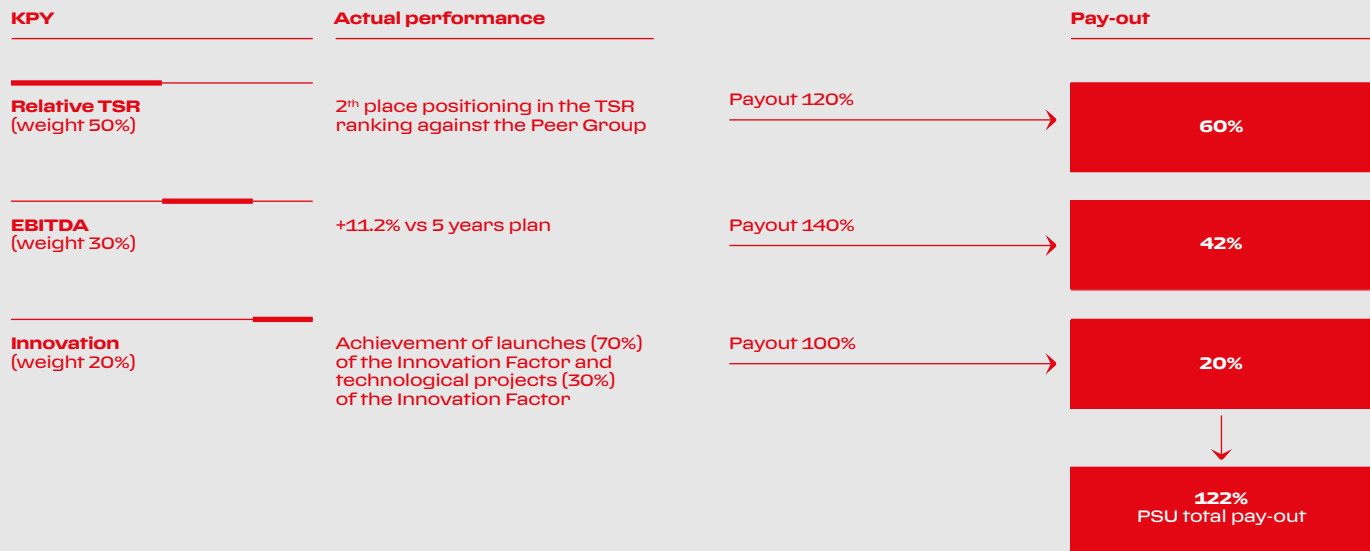 KPY
Actual performance
Pay-out
Relative TSR
(weight 50%)
2th place positioning in the TSR
ranking against the Peer Group
Payout 120%
60%
EBITDA
(weight 30%)
+11.2% vs 5 years plan
Payout 140%
42%
Innovation
(weight 20%)
Achievement of launches (70%)
of the Innovation Factor and
technological projects (30%)
of the Innovation Factor
Payout 100%
20%
122%
PSU total pay-out